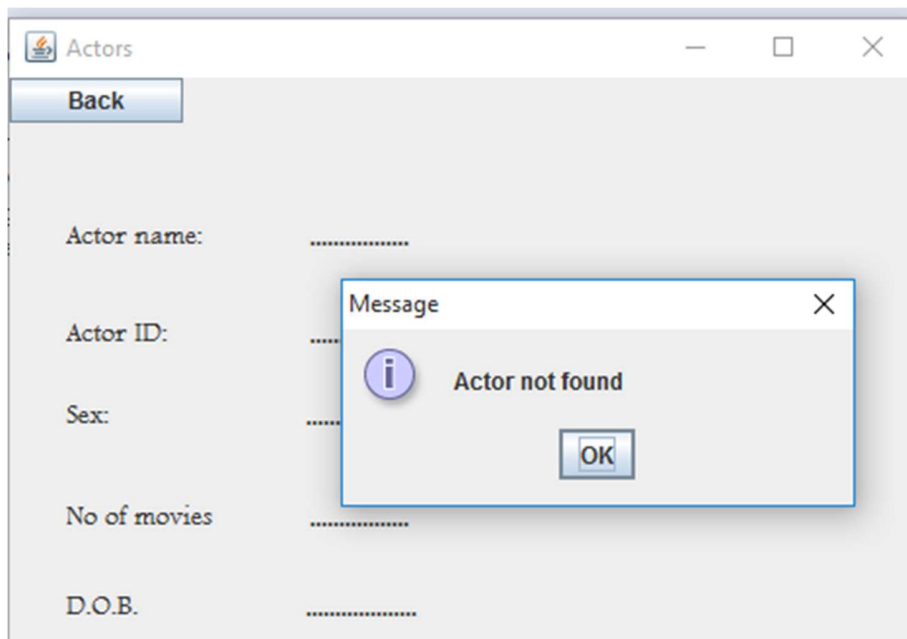 Actors
Back
Actor name: .................
Message
Actor ID: .....
Actor not found
Sex: ......
OK
No of movies .................
D.O.B. ...................